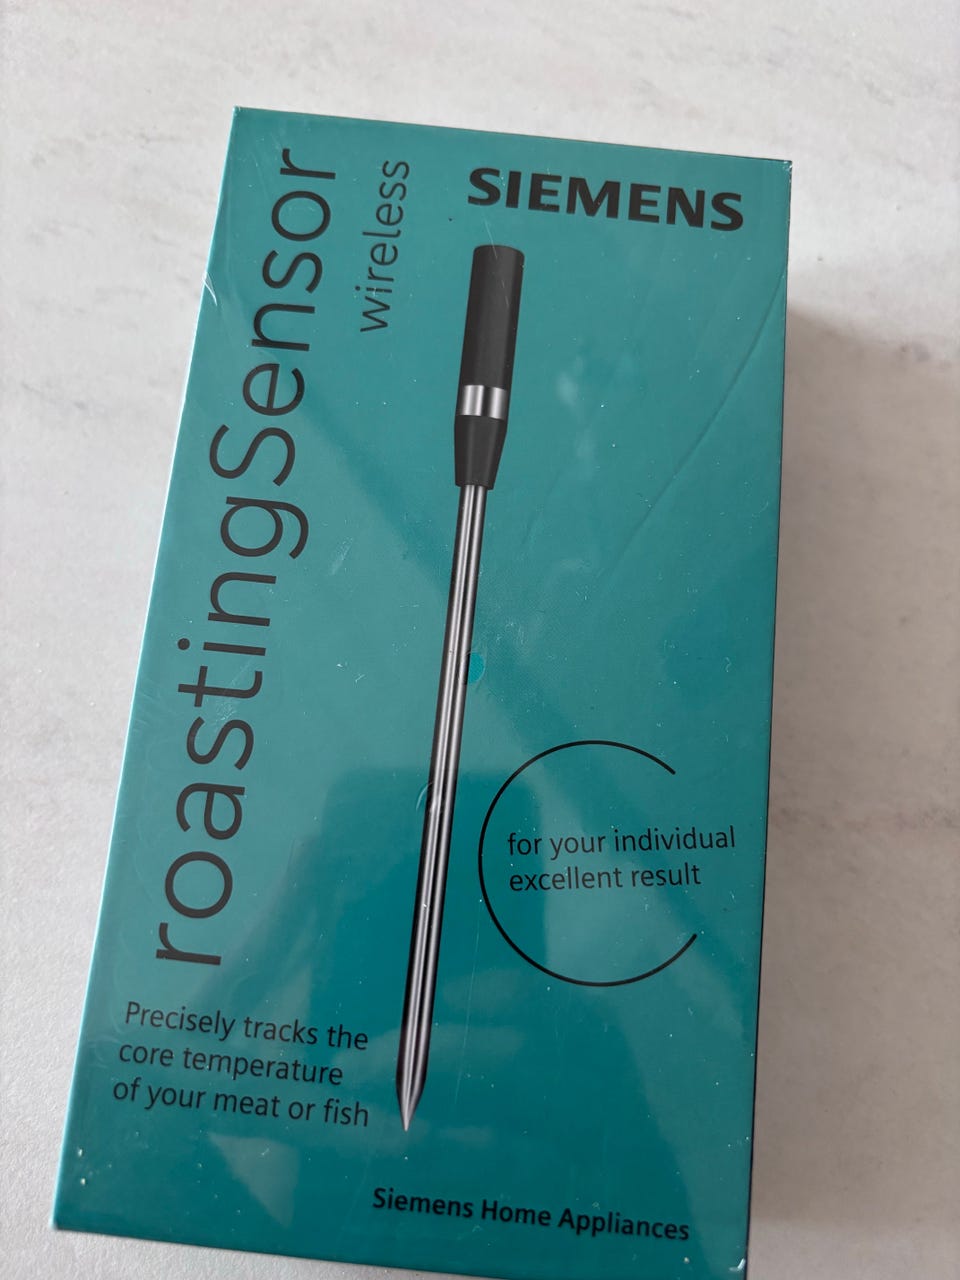 SIEMENS
roastingSensor
wireless
for your individual
excellent result
Precisely tracks the
core temperature
of your meat or fish
Siemens Home Appliances